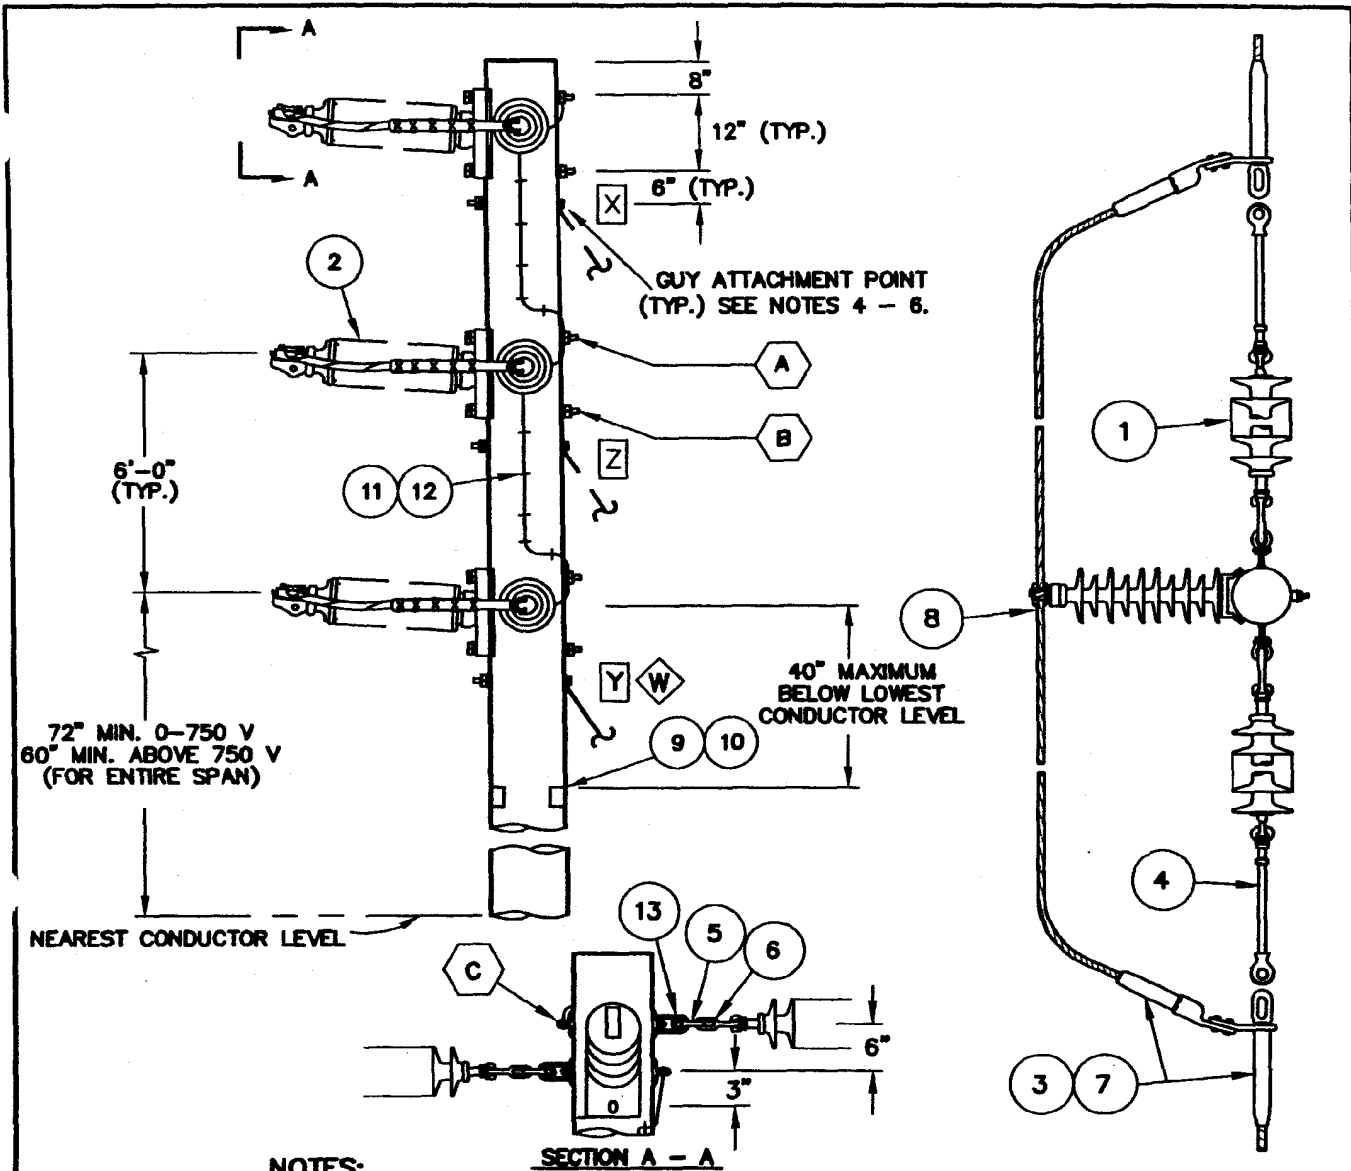 A
8"
12" (TYP.)
A
6" (TYP.)
X
2
GUY ATTACHMENT POINT
(TYP.) SEE NOTES 4 - 6.
A
1
B
6'-0"
(TYP.)
Z
11 12
8
Y W
40" MAXIMUM
BELOW LOWEST
CONDUCTOR LEVEL
72" MIN. 0-750 V
60" MIN. ABOVE 750 V
(FOR ENTIRE SPAN)
9 10
4
NEAREST CONDUCTOR LEVEL
13
5
6
C
6"
3"
3 7
SECTION A - A
NOTES: